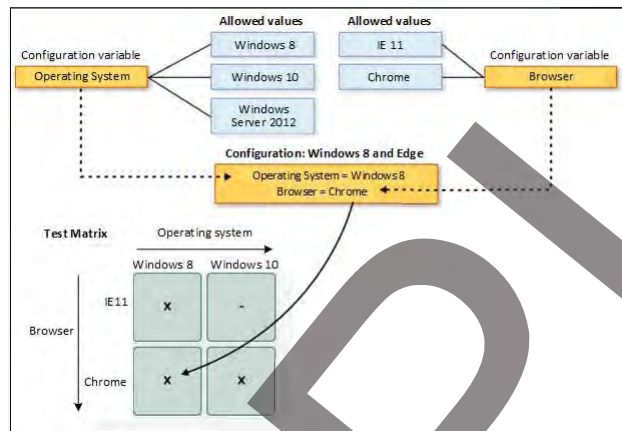 Allowed values
Allowed values
Windows 8
IE 11
Configuration variable
Configuration variable
Operating System
Windows 10
Chrome
Browser
Windows
Server 2012
Configuration: Windows 8 and Edge
Operating System = Windows 8
Browser = Chrome
Test Matrix
Operating system
Windows 8
Windows 10
IE11
x
-
Browser
Chrome
x
x